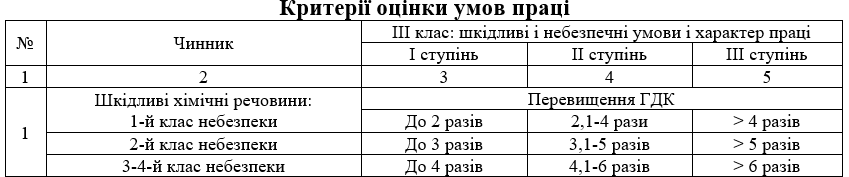 Критерії оцінки умов праці
№ Чинник ІІІ клас: шкідливі і небезпечні умови і характер праці
І ступінь ІІ ступінь ІІІ ступінь
1 2 3 4 5
1 Шкідливі хімічні речовини: Перевищення ГДК
1-й клас небезпеки До 2 разів 2,1-4 рази > 4 разів
2-й клас небезпеки До 3 разів 3,1-5 разів > 5 разів
3-4-й клас небезпеки До 4 разів 4,1-6 разів > 6 разів